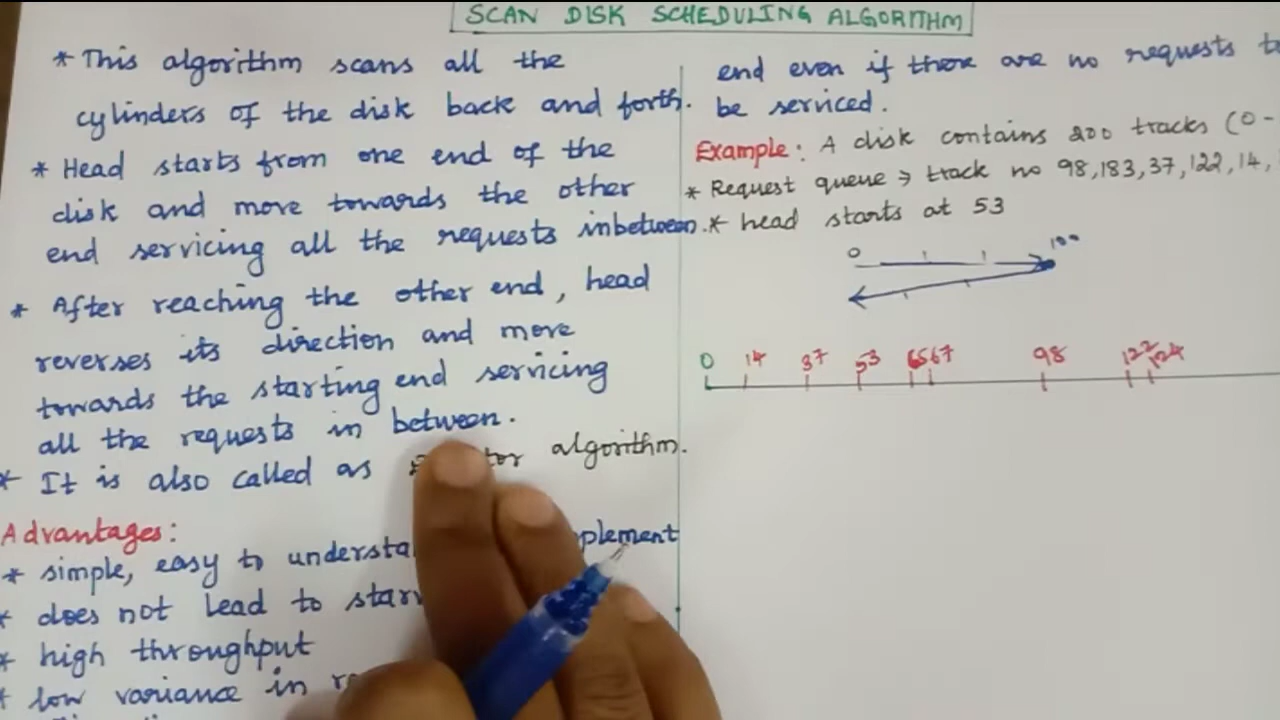 SCAN DISK SCHEDULING ALGORITHM
* This algorithm scans all the
cylinders of the disk back and forth.
* Head starts from one end of the
disk and move towards the other
end servicing all the requests inbetween.
* After reaching the other end, head
reverses its direction and move
towards the starting end servicing
all the requests in between.
* It is also called as algorithm.
Advantages:
* simple, easy to
* does not lead to
* high throughput
* low variance in
end even if there are no requests
be serviced.
Example: A disk contains 200 tracks (0-
* Request queue → track no 98,183,37,122,14,
* head starts at 53
0 100
0 14 37 53 65 67 98 122 124